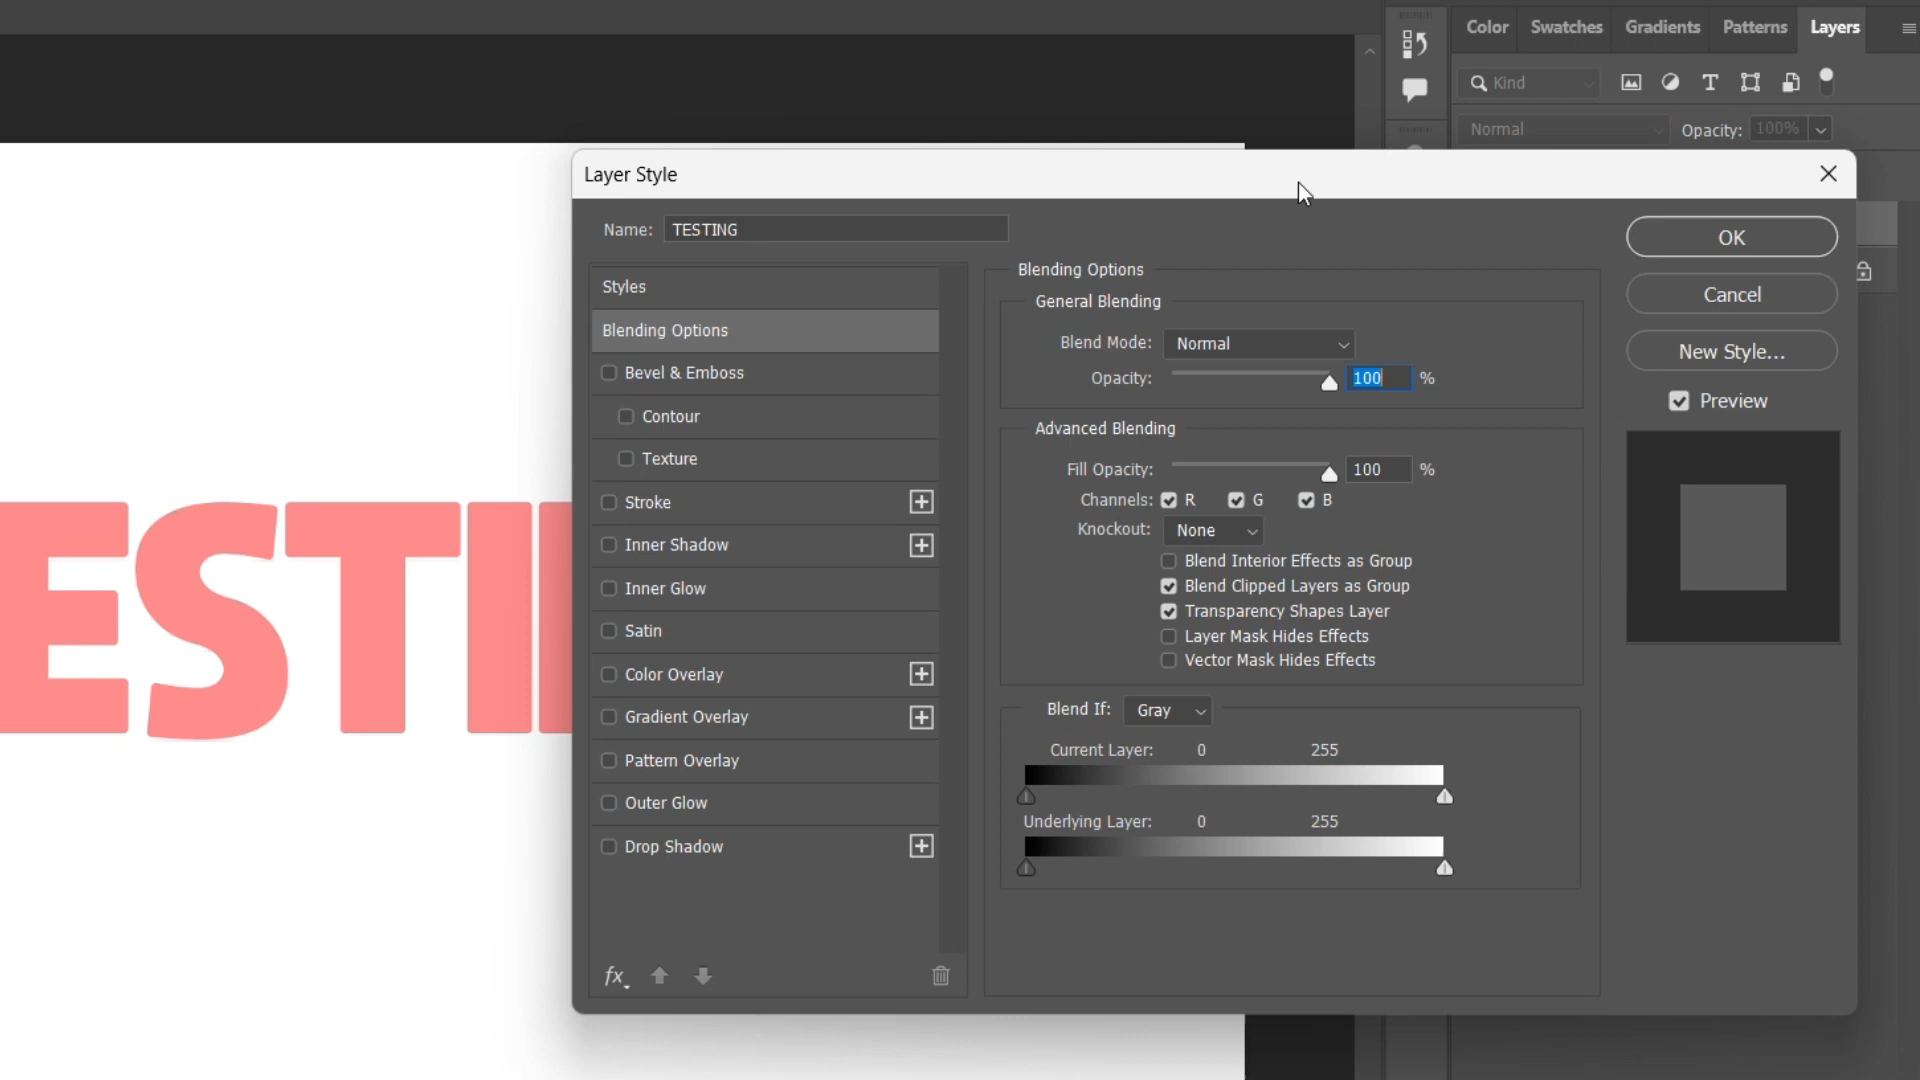 Color Swatches Gradients Patterns Layers
Kind
Normal Opacity: 100%
Layer Style
Name: TESTING
OK
Cancel
New Style...
Preview
Styles
Blending Options
Bevel & Emboss
Contour
Texture
Stroke
Inner Shadow
Inner Glow
Satin
Color Overlay
Gradient Overlay
Pattern Overlay
Outer Glow
Drop Shadow
fx
Blending Options
General Blending
Blend Mode: Normal
Opacity: 100 %
Advanced Blending
Fill Opacity: 100 %
Channels: R G B
Knockout: None
Blend Interior Effects as Group
Blend Clipped Layers as Group
Transparency Shapes Layer
Layer Mask Hides Effects
Vector Mask Hides Effects
Blend If: Gray
Current Layer: 0 255
Underlying Layer: 0 255
ESTI